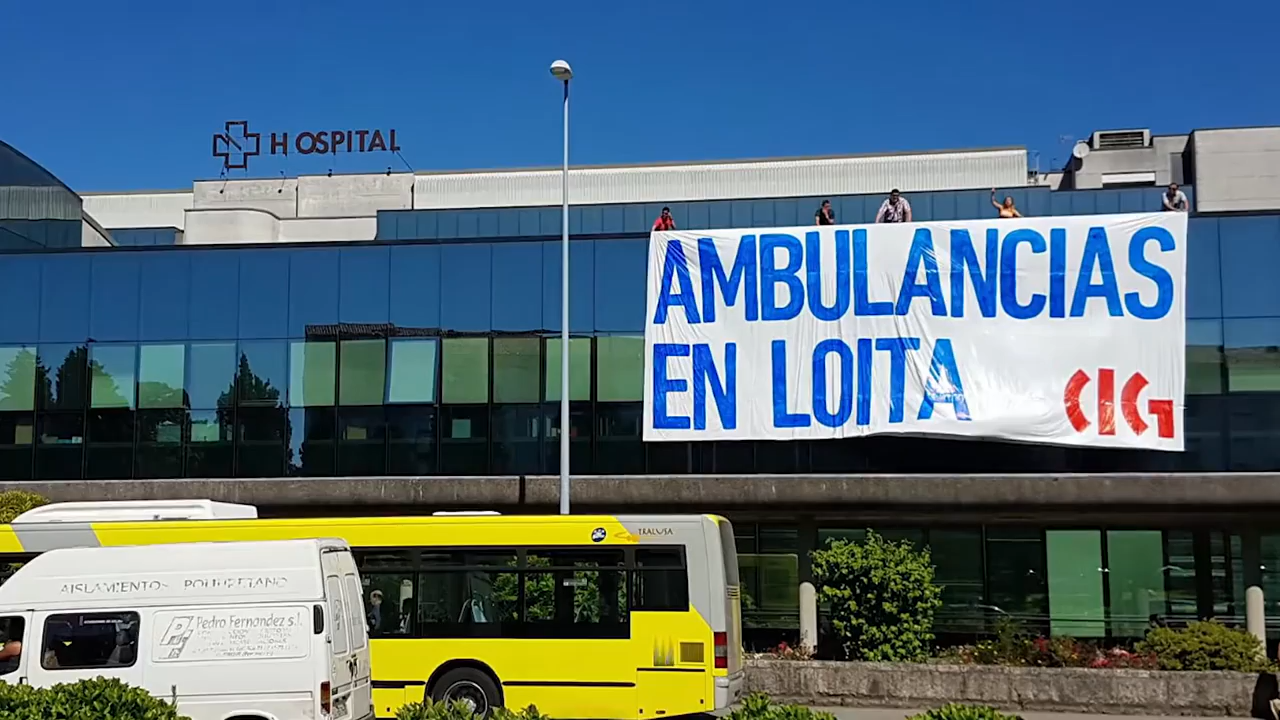 HOSPITAL
AMBULANCIAS
EN LOITA
CIG
TRALUSA
AISLAMIENTOS POLIURETANO
Pedro Fernandez s.l.